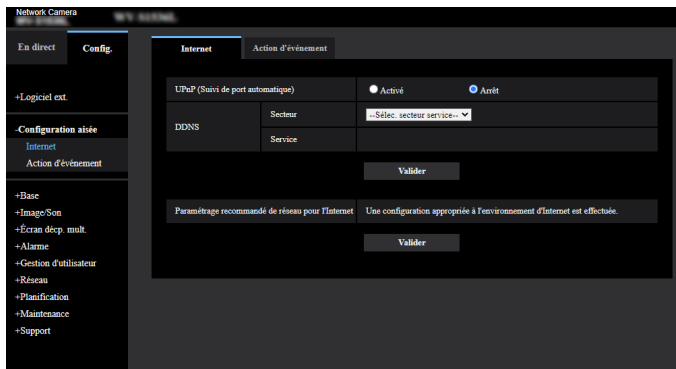 Network Camera
En direct
Config.
Internet
Action d'événement
UPnP (Suivi de port automatique)
Activé
Arrêt
DDNS
Secteur
--Sélec. secteur service--
Service
Valider
Paramétrage recommandé de réseau pour l'Internet
Une configuration appropriée à l'environnement d'Internet est effectuée.
Valider
+Logiciel ext.
-Configuration aisée
Internet
Action d'événement
+Base
+Image/Son
+Écran décp. mult.
+Alarme
+Gestion d'utilisateur
+Réseau
+Planification
+Maintenance
+Support